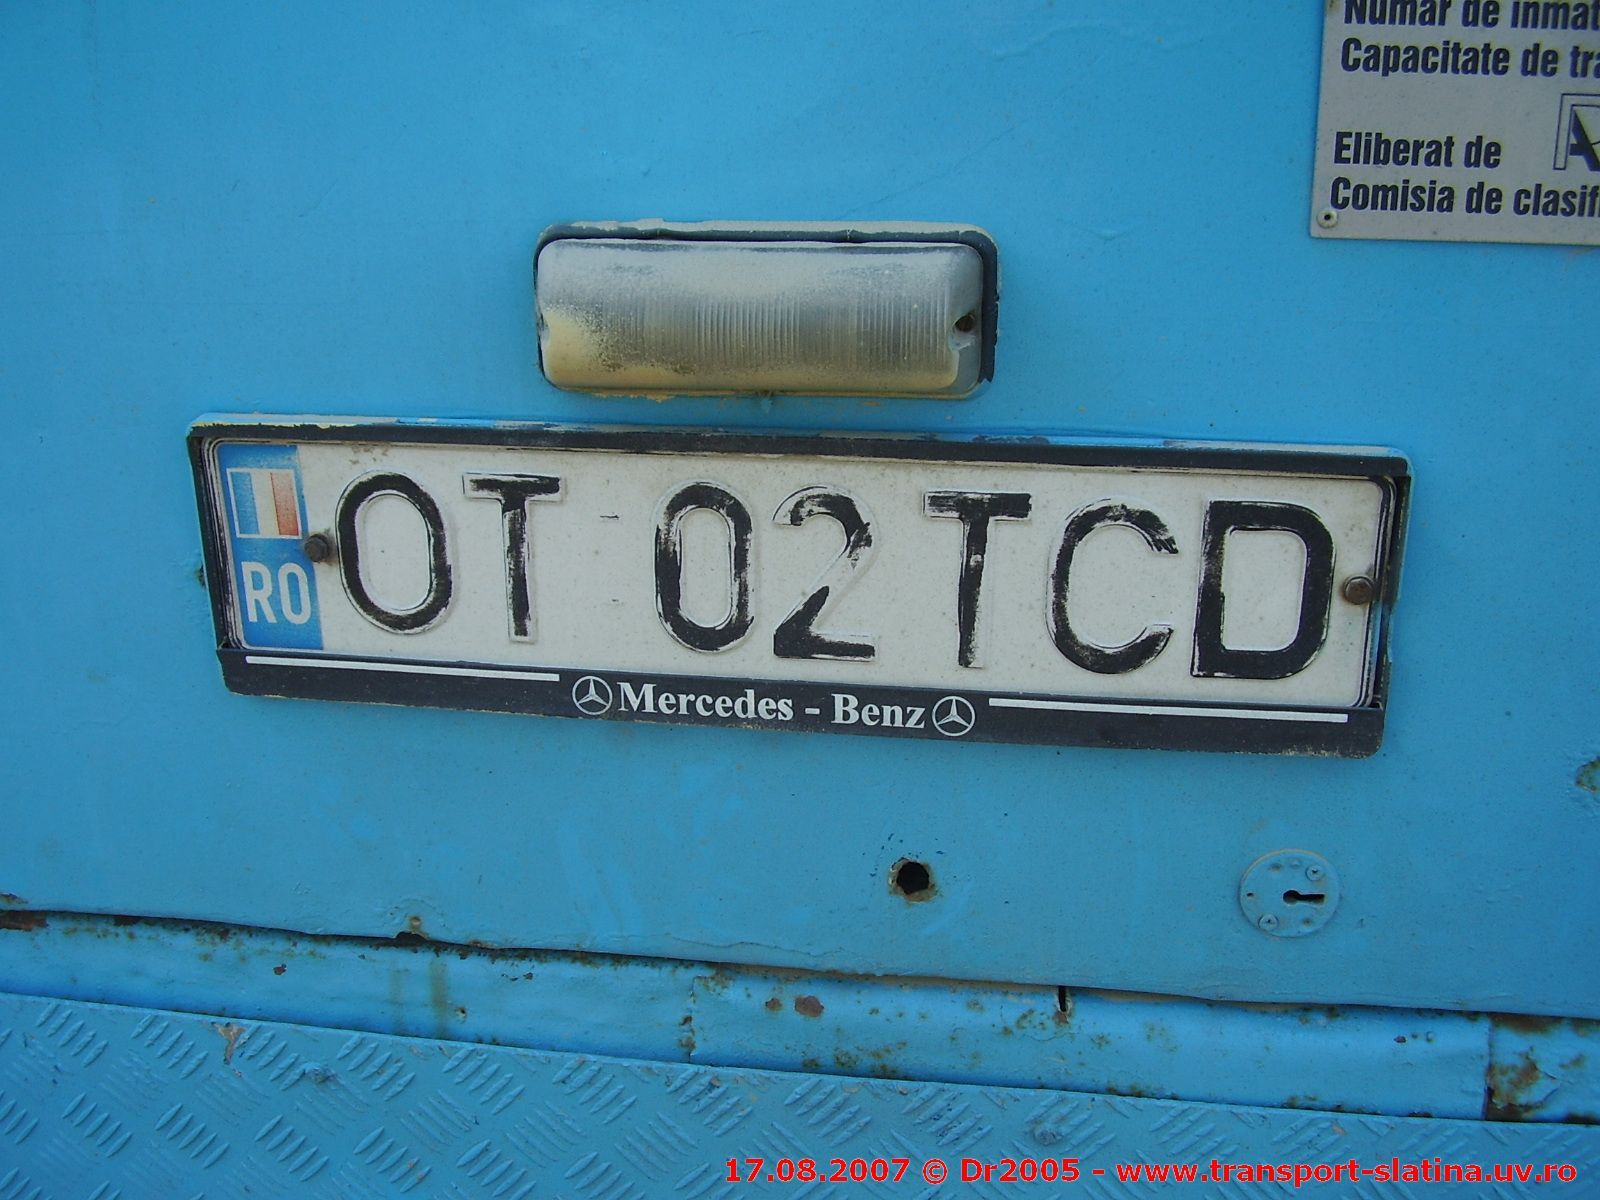 Numar de inmat
Capacitate de tra
Eliberat de
Comisia de clasifi
RO
OT 02 TCD
Mercedes - Benz
17.08.2007 © Dr2005 - www.transport-slatina.uv.ro